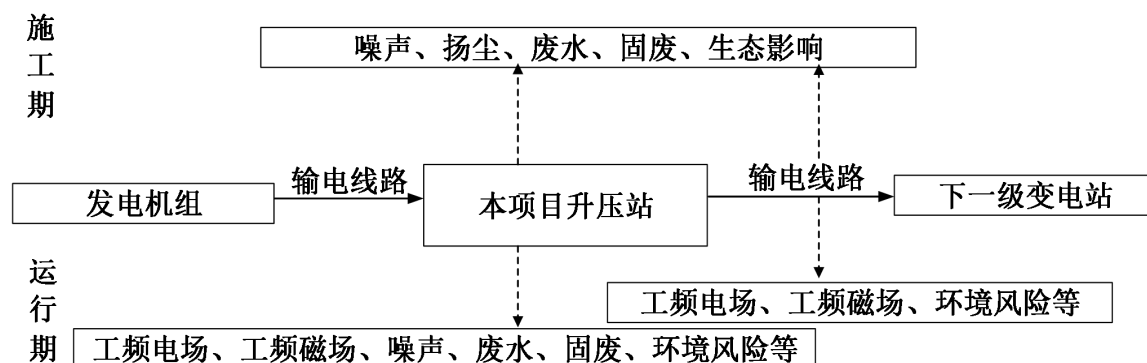 施工期
噪声、扬尘、废水、固废、生态影响
发电机组
输电线路
本项目升压站
输电线路
下一级变电站
运行期
工频电场、工频磁场、环境风险等
工频电场、工频磁场、噪声、废水、固废、环境风险等